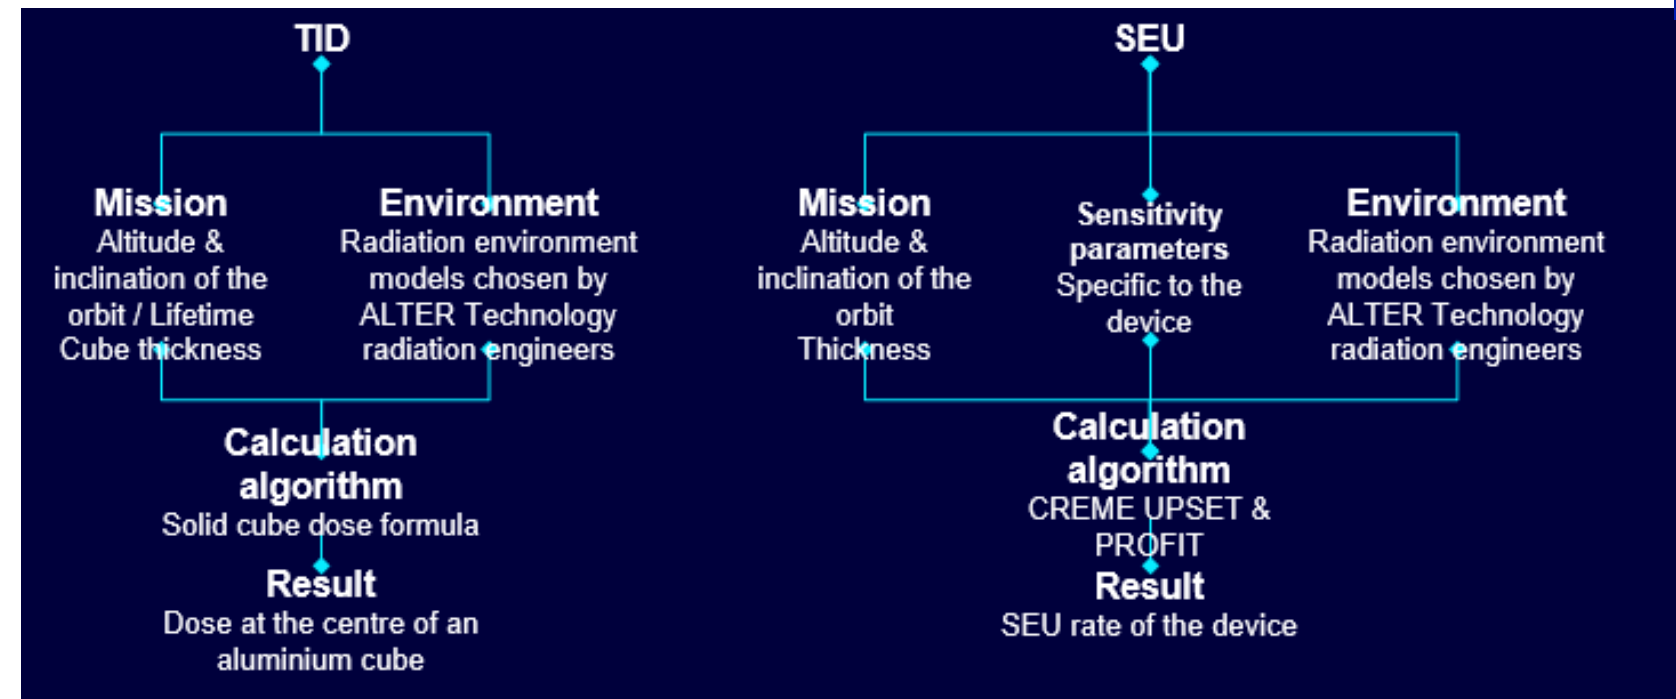 TID
Mission
Altitude &
inclination of the
orbit / Lifetime
Cube thickness
Environment
Radiation environment
models chosen by
ALTER Technology
radiation engineers
Calculation
algorithm
Solid cube dose formula
Result
Dose at the centre of an
aluminium cube
SEU
Mission
Altitude &
inclination of the
orbit
Thickness
Sensitivity
parameters
Specific to the
device
Environment
Radiation environment
models chosen by
ALTER Technology
radiation engineers
Calculation
algorithm
CREME UPSET &
PROFIT
Result
SEU rate of the device